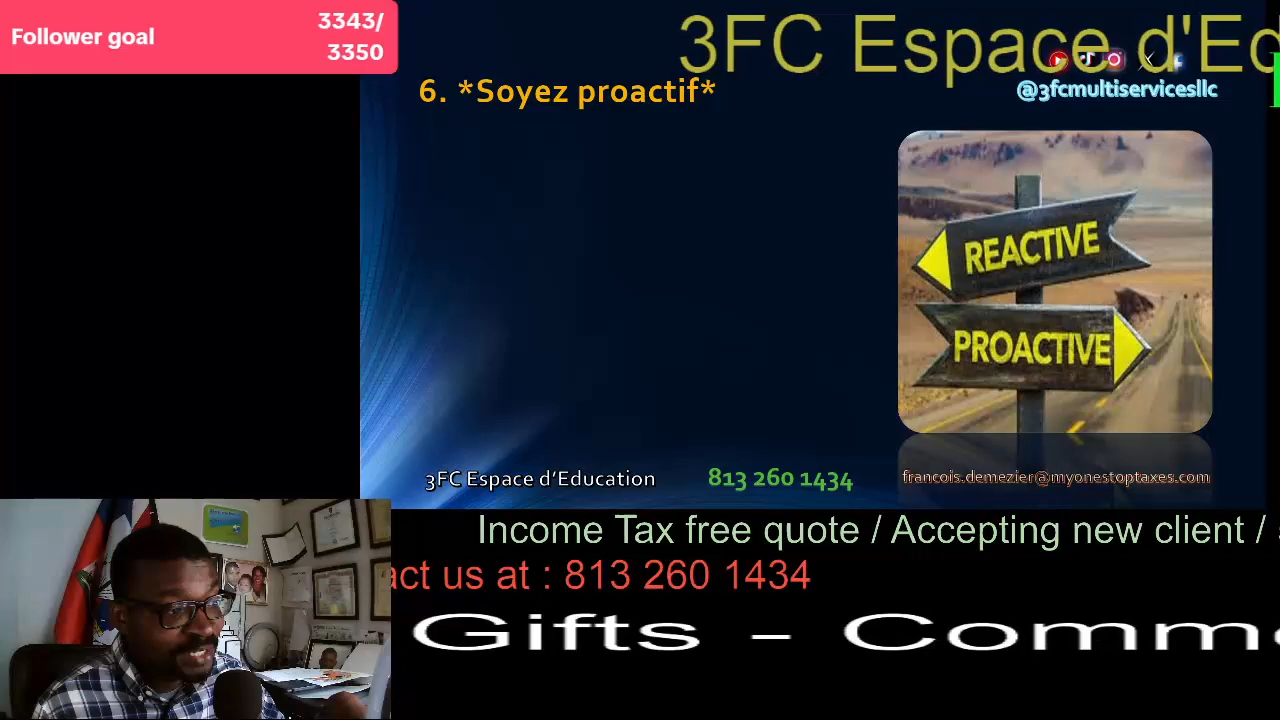 Follower goal
3343/
3350
3FC Espace d'Ed
6. *Soyez proactif*
@3fcmultiservicesllc
REACTIVE
PROACTIVE
3FC Espace d'Education
813 260 1434
francois.demezier@myonestoptaxes.com
Income Tax free quote / Accepting new client /
act us at : 813 260 1434
Gifts - Comm